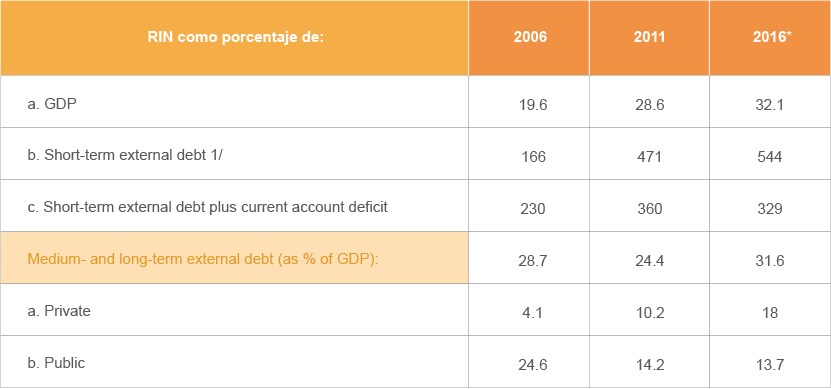 RIN como porcentaje de: 2006 2011 2016*
a. GDP 19.6 28.6 32.1
b. Short-term external debt 1/ 166 471 544
c. Short-term external debt plus current account deficit 230 360 329
Medium- and long-term external debt (as % of GDP): 28.7 24.4 31.6
a. Private 4.1 10.2 18
b. Public 24.6 14.2 13.7